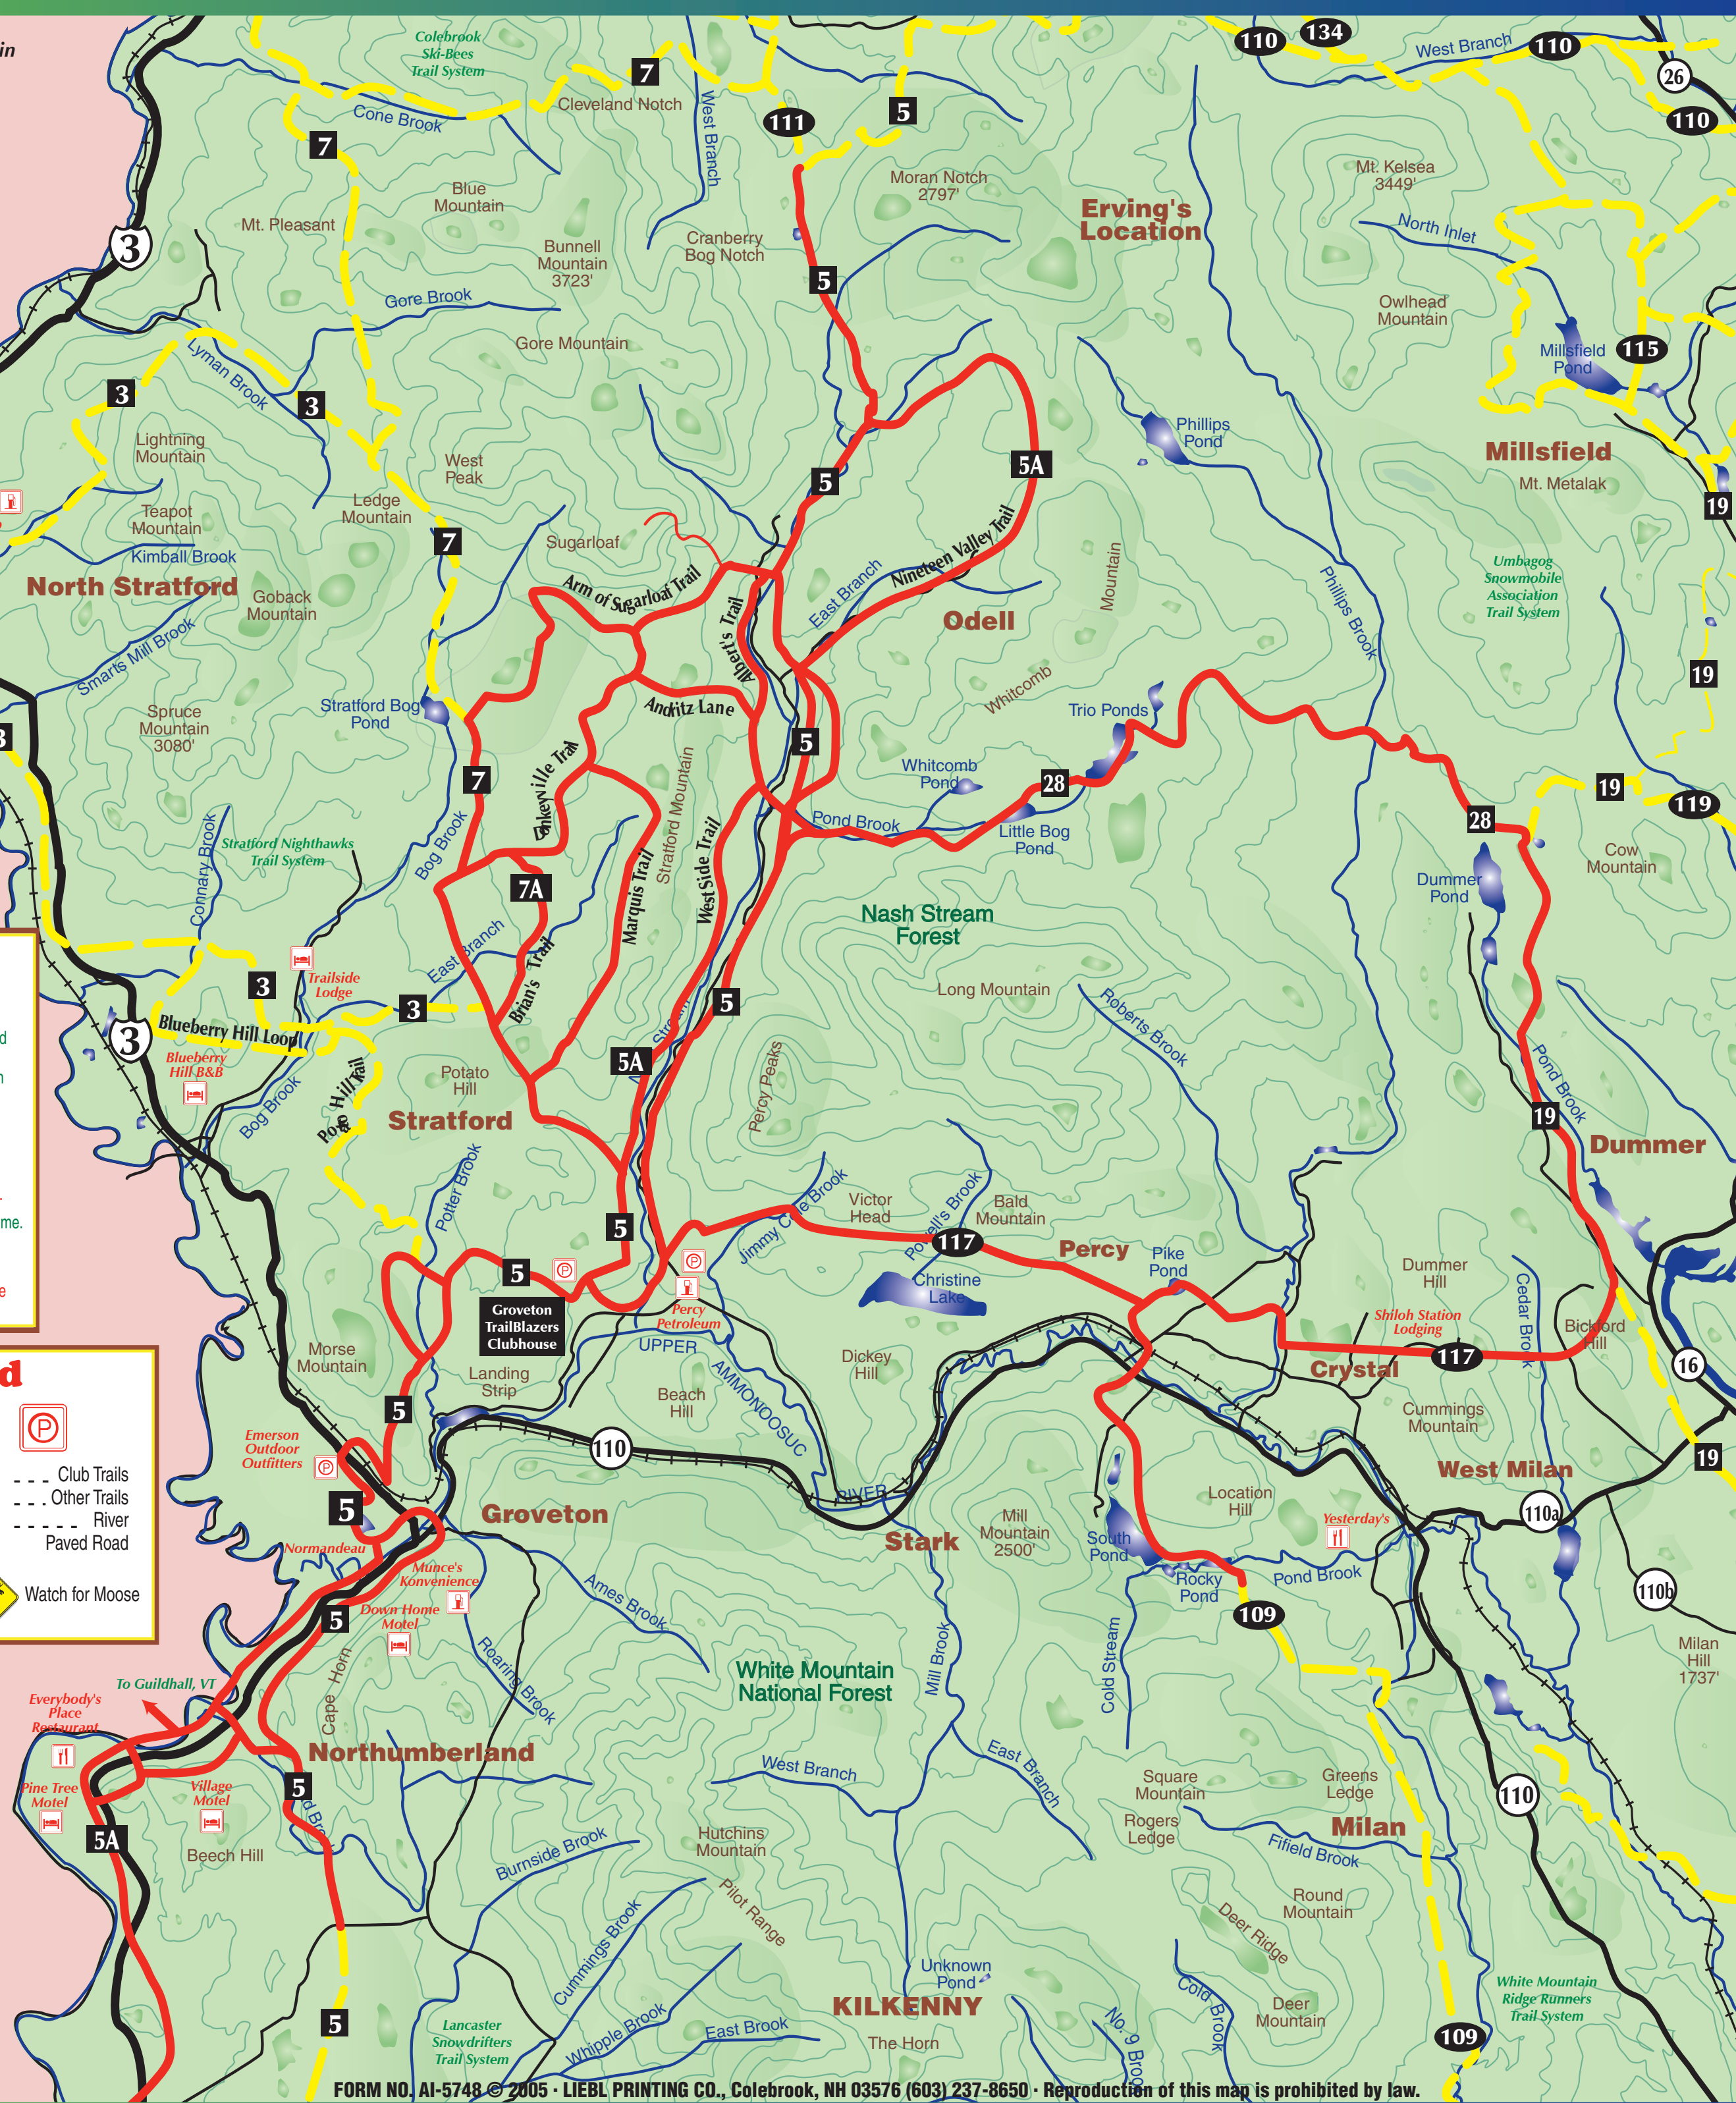 in
Colebrook
Ski-Bees
Trail System
7
Cleveland Notch
Cone Brook
West Branch
111
5
110
134
West Branch
110
26
110
7
Blue
Mountain
Mt. Pleasant
Moran Notch
2797'
Erving's
Location
Mt. Kelsea
3449'
North Inlet
3
Bunnell
Mountain
3723'
Cranberry
Bog Notch
5
Gore Brook
Gore Mountain
Owlhead
Mountain
Millsfield
Pond
115
Lyman Brook
3
3
Lightning
Mountain
West
Peak
Ledge
Mountain
Phillips
Pond
5A
5
Millsfield
Mt. Metalak
19
Teapot
Mountain
Kimball Brook
7
Sugarloaf
North Stratford
Goback
Mountain
Arm of Sugarloaf Trail
Albert's Trail
East Branch
Nineteen Valley Trail
Mountain
Odell
Phillips Brook
Umbagog
Snowmobile
Association
Trail System
Smarts Mill Brook
19
Whitcomb
Stratford Bog
Pond
Spruce
Mountain
3080'
Andritz Lane
Trio Ponds
3
5
7
Whitcomb
Pond
28
19
119
Stratford Mountain
Pond Brook
Little Bog
Pond
28
Connary Brook
Stratford Nighthawks
Trail System
Bog Brook
Dummer
Pond
Cow
Mountain
7A
Marquis Trail
West Side Trail
Nash Stream
Forest
East Branch
Brian's Trail
Trailside
Lodge
3
3
5
Long Mountain
Roberts Brook
3
Blueberry Hill Loop
Blueberry
Hill B&B
5A
Percy Peaks
Potato
Hill
Stratford
Pond Brook
19
Dummer
Bog Brook
Potter Brook
Jimmy Cole Brook
Victor
Head
Powell's Brook
Bald
Mountain
5
117
Percy
Pike
Pond
5
P
P
Christine
Lake
Dummer
Hill
Cedar Brook
Groveton
TrailBlazers
Clubhouse
Percy
Petroleum
Shiloh Station
Lodging
Bickford
Hill
UPPER
AMMONOOSUC
RIVER
Morse
Mountain
Landing
Strip
Dickey
Hill
117
Crystal
16
5
Beach
Hill
Cummings
Mountain
Emerson
Outdoor
Outfitters
P
110
West Milan
19
5
Groveton
Stark
Mill
Mountain
2500'
Location
Hill
110a
Yesterday's
Normandeau
South
Pond
Rocky
Pond
Pond Brook
Munce's
Konvenience
Down Home
Motel
5
Ames Brook
109
110b
Roaring Brook
Cape Horn
White Mountain
National Forest
Mill Brook
Cold Stream
Milan
Hill
1737'
To Guildhall, VT
Everybody's
Place
Restaurant
Northumberland
West Branch
East Branch
Pine Tree
Motel
Village
Motel
5
Square
Mountain
Greens
Ledge
110
Rogers
Ledge
Milan
5A
Beech Hill
Burnside Brook
Hutchins
Mountain
Fifield Brook
Pilot Range
Round
Mountain
Deer Ridge
Cummings Brook
Unknown
Pond
Cold Brook
White Mountain
Ridge Runners
Trail System
KILKENNY
Deer
Mountain
5
Lancaster
Snowdrifters
Trail System
Whipple Brook
East Brook
The Horn
No. 9 Brook
109
d
P
Club Trails
Other Trails
River
Paved Road
Watch for Moose
me.
FORM NO. AI-5748 © 2005 · LIEBL PRINTING CO., Colebrook, NH 03576 (603) 237-8650 · Reproduction of this map is prohibited by law.